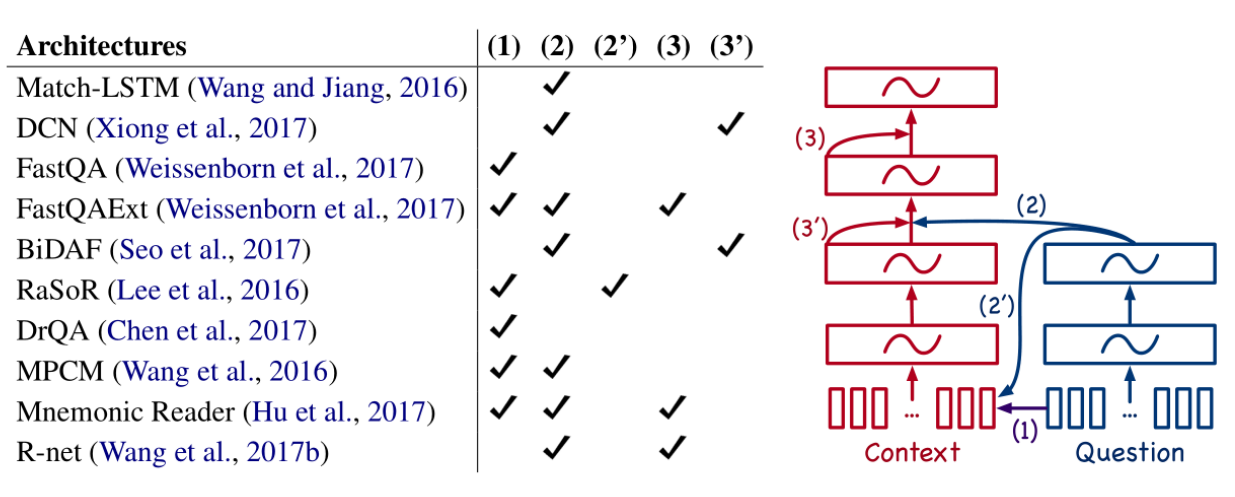 Architectures (1) (2) (2’) (3) (3’)
Match-LSTM (Wang and Jiang, 2016) ✓
DCN (Xiong et al., 2017) ✓ ✓
FastQA (Weissenborn et al., 2017) ✓
FastQAExt (Weissenborn et al., 2017) ✓ ✓ ✓
BiDAF (Seo et al., 2017) ✓ ✓
RaSoR (Lee et al., 2016) ✓ ✓
DrQA (Chen et al., 2017) ✓
MPCM (Wang et al., 2016) ✓ ✓
Mnemonic Reader (Hu et al., 2017) ✓ ✓ ✓
R-net (Wang et al., 2017b) ✓ ✓
(3)
(2)
(3′)
(2′)
... ...
(1)
Context Question